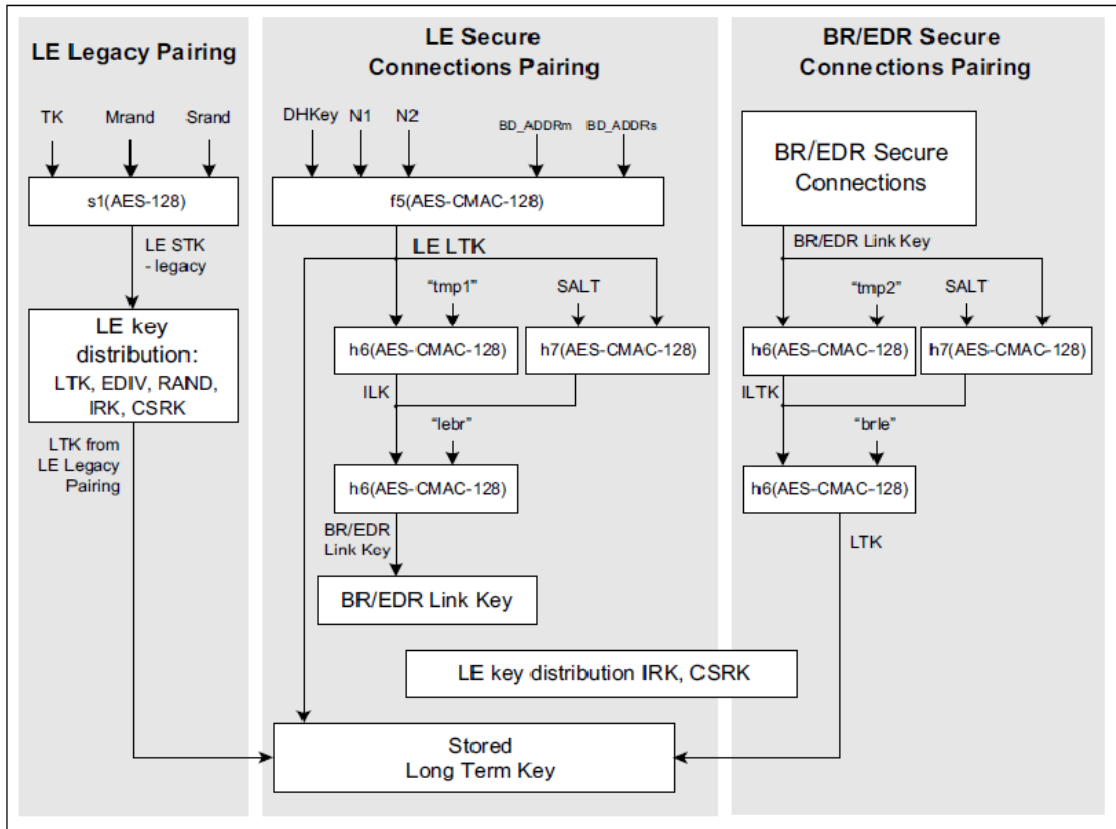 LE Legacy Pairing
TK
Mrand
Srand
s1(AES-128)
LE STK
- legacy
LE key
distribution:
LTK, EDIV, RAND,
IRK, CSRK
LTK from
LE Legacy
Pairing
LE Secure
Connections Pairing
DHKey
N1
N2
BD_ADDRm
BD_ADDRs
f5(AES-CMAC-128)
LE LTK
"tmp1"
SALT
h6(AES-CMAC-128)
h7(AES-CMAC-128)
ILK
"lebr"
h6(AES-CMAC-128)
BR/EDR
Link Key
BR/EDR Link Key
LE key distribution IRK, CSRK
Stored
Long Term Key
BR/EDR Secure
Connections Pairing
BR/EDR Secure
Connections
BR/EDR Link Key
"tmp2"
SALT
h6(AES-CMAC-128)
h7(AES-CMAC-128)
ILTK
"brle"
h6(AES-CMAC-128)
LTK